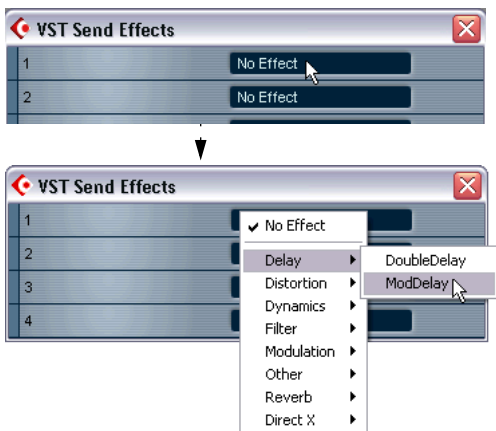 VST Send Effects
1 No Effect
2 No Effect
VST Send Effects
1
✓ No Effect
2
Delay DoubleDelay
3 Distortion ModDelay
Dynamics
4 Filter
Modulation
Other
Reverb
Direct X